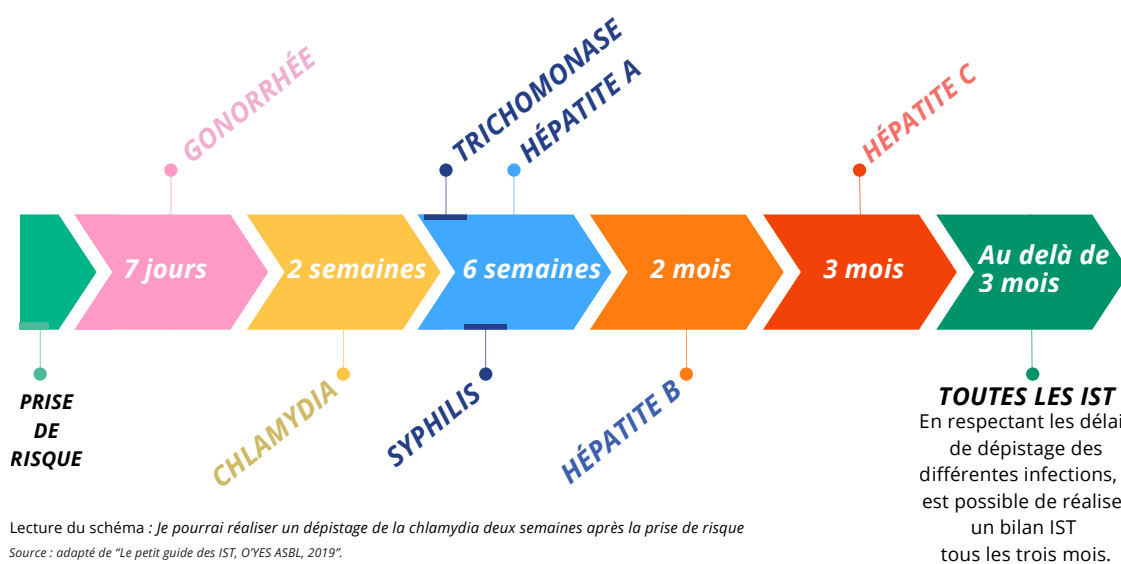 GONORRHÉE
TRICHOMONASE
HÉPATITE A
HÉPATITE C
7 jours
2 semaines
6 semaines
2 mois
3 mois
Au delà de
3 mois
PRISE
DE
RISQUE
CHLAMYDIA
SYPHILIS
HÉPATITE B
TOUTES LES IST
En respectant les délai
de dépistage des
différentes infections,
est possible de réalise
un bilan IST
tous les trois mois.
Lecture du schéma : Je pourrai réaliser un dépistage de la chlamydia deux semaines après la prise de risque
Source : adapté de “Le petit guide des IST, O’YES ASBL, 2019”.